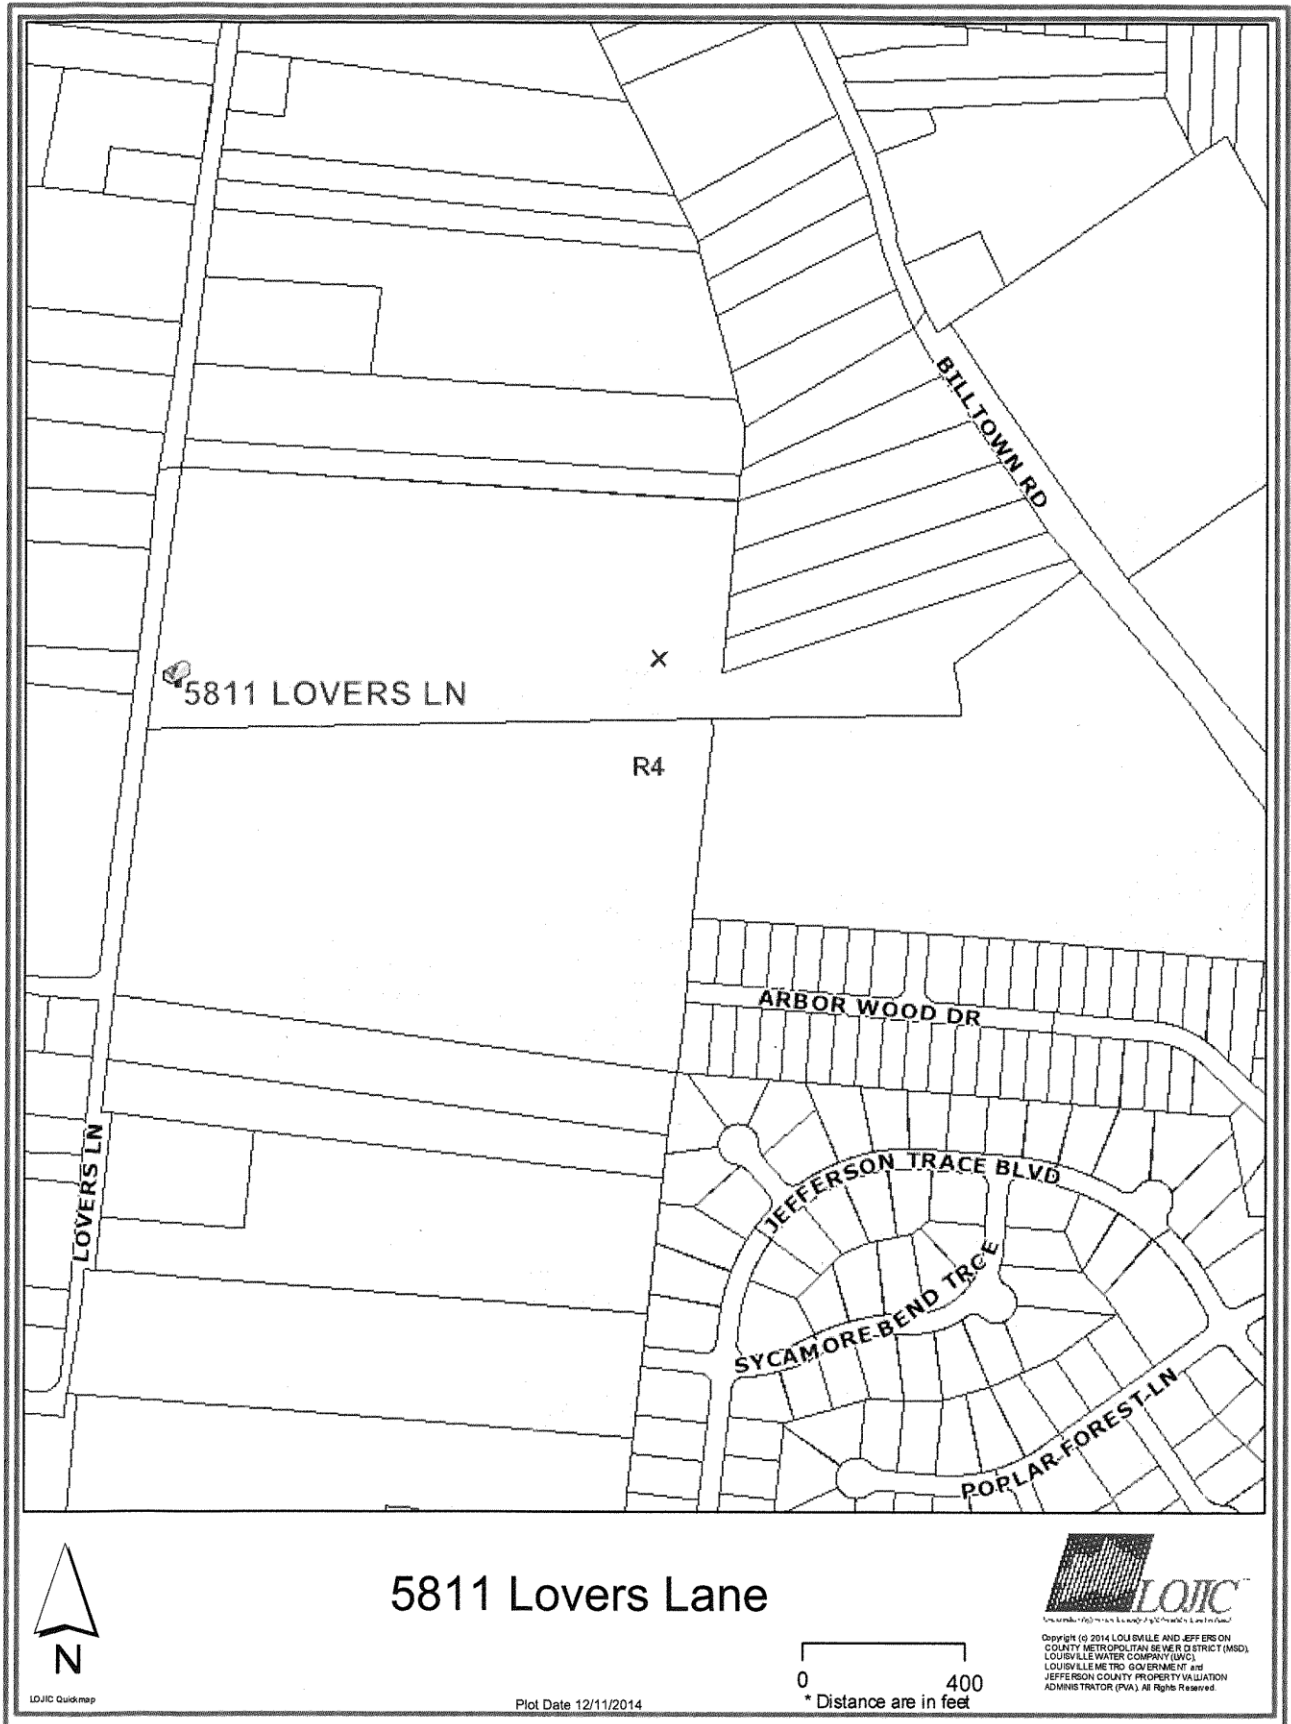 BILLTOWN RD
5811 LOVERS LN
R4
ARBOR WOOD DR
LOVERS LN
JEFFERSON TRACE BLVD
SYCAMORE BEND TRCE
POPLAR FOREST LN
N
LOJIC Quickmap
5811 Lovers Lane
Plot Date 12/11/2014
0 400
* Distance are in feet
LOJIC
Copyright (c) 2014 LOUISVILLE AND JEFFERSON
COUNTY METROPOLITAN SEWER DISTRICT (MSD),
LOUISVILLE WATER COMPANY (LWC),
LOUISVILLE METRO GOVERNMENT and
JEFFERSON COUNTY PROPERTY VALUATION
ADMINISTRATOR (PVA). All Rights Reserved.